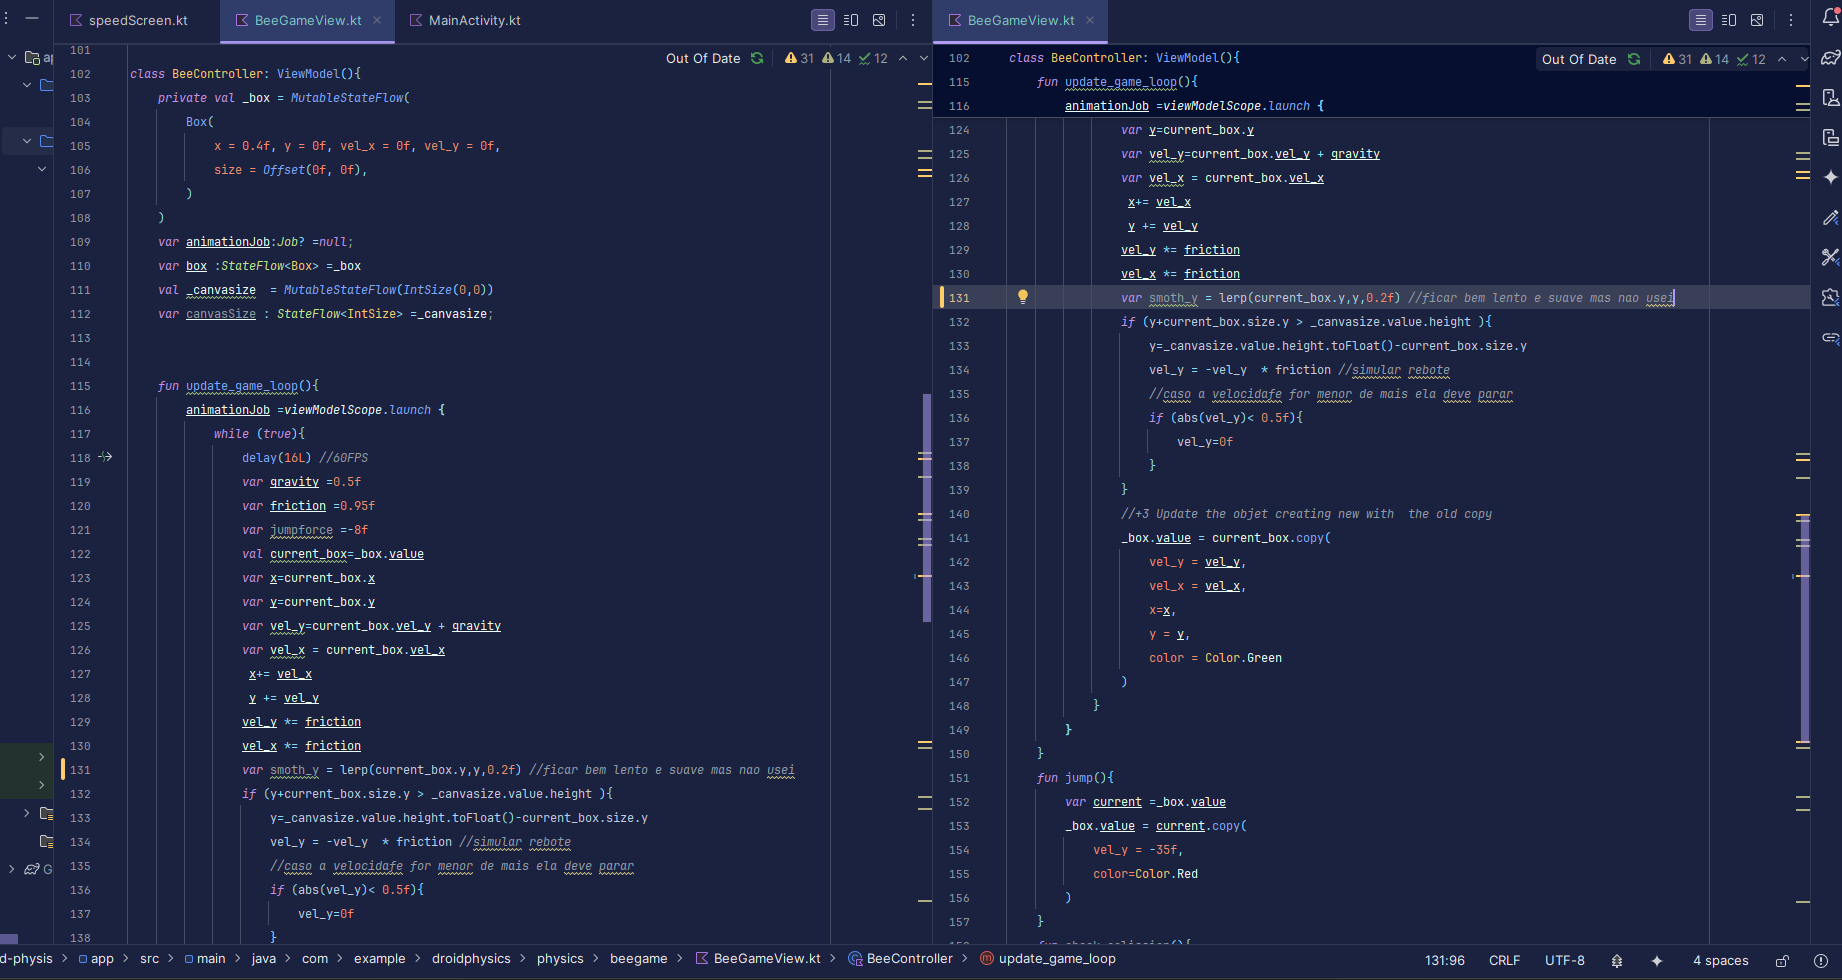 speedScreen.kt BeeGameView.kt MainActivity.kt
Out Of Date 31 14 12
101
102 class BeeController: ViewModel(){
103 private val _box = MutableStateFlow(
104 Box(
105 x = 0.4f, y = 0f, vel_x = 0f, vel_y = 0f,
106 size = Offset(0f, 0f),
107 )
108 )
109 var animationJob:Job? =null;
110 var box :StateFlow<Box> =_box
111 val _canvasize = MutableStateFlow(IntSize(0,0))
112 var canvasSize : StateFlow<IntSize> =_canvasize;
113
114
115 fun update_game_loop(){
116 animationJob =viewModelScope.launch {
117 while (true){
118 delay(16L) //60FPS
119 var gravity =0.5f
120 var friction =0.95f
121 var jumpforce =-8f
122 val current_box=_box.value
123 var x=current_box.x
124 var y=current_box.y
125 var vel_y=current_box.vel_y + gravity
126 var vel_x = current_box.vel_x
127 x+= vel_x
128 y += vel_y
129 vel_y *= friction
130 vel_x *= friction
131 var smoth_y = lerp(current_box.y,y,0.2f) //ficar bem lento e suave mas nao usei
132 if (y+current_box.size.y > _canvasize.value.height ){
133 y=_canvasize.value.height.toFloat()-current_box.size.y
134 vel_y = -vel_y * friction //simular rebote
135 //caso a velocidafe for menor de mais ela deve parar
136 if (abs(vel_y)< 0.5f){
137 vel_y=0f
138 }
BeeGameView.kt
Out Of Date 31 14 12
102 class BeeController: ViewModel(){
115 fun update_game_loop(){
116 animationJob =viewModelScope.launch {
124 var y=current_box.y
125 var vel_y=current_box.vel_y + gravity
126 var vel_x = current_box.vel_x
127 x+= vel_x
128 y += vel_y
129 vel_y *= friction
130 vel_x *= friction
131 var smoth_y = lerp(current_box.y,y,0.2f) //ficar bem lento e suave mas nao usei
132 if (y+current_box.size.y > _canvasize.value.height ){
133 y=_canvasize.value.height.toFloat()-current_box.size.y
134 vel_y = -vel_y * friction //simular rebote
135 //caso a velocidafe for menor de mais ela deve parar
136 if (abs(vel_y)< 0.5f){
137 vel_y=0f
138 }
139 }
140 //+3 Update the objet creating new with the old copy
141 _box.value = current_box.copy(
142 vel_y = vel_y,
143 vel_x = vel_x,
144 x=x,
145 y = y,
146 color = Color.Green
147 )
148 }
149 }
150 }
151 fun jump(){
152 var current =_box.value
153 _box.value = current.copy(
154 vel_y = -35f,
155 color=Color.Red
156 )
157 }
d-physis > app > src > main > java > com > example > droidphysics > physics > beegame > BeeGameView.kt > BeeController > update_game_loop
131:96 CRLF UTF-8 4 spaces